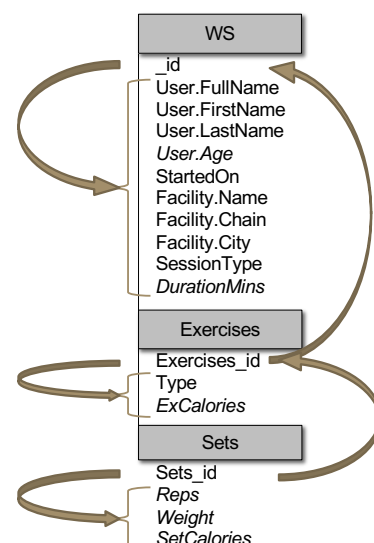 WS
_id
User.FullName
User.FirstName
User.LastName
User.Age
StartedOn
Facility.Name
Facility.Chain
Facility.City
SessionType
DurationMins
Exercises
Exercises_id
Type
ExCalories
Sets
Sets_id
Reps
Weight
SetCalories